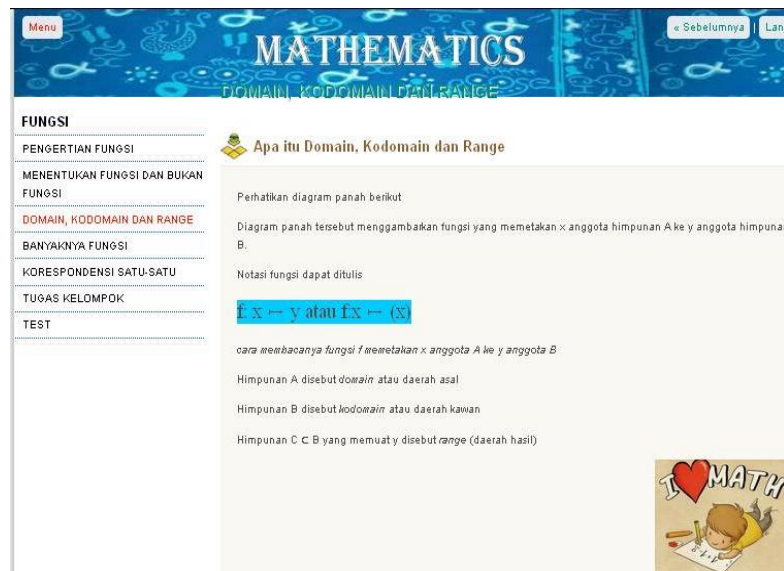 Menu
« Sebelumnya
Lan
MATHEMATICS
DOMAIN, KODOMAIN DAN RANGE
FUNGSI
PENGERTIAN FUNGSI
MENENTUKAN FUNGSI DAN BUKAN
FUNGSI
DOMAIN, KODOMAIN DAN RANGE
BANYAKNYA FUNGSI
KORESPONDENSI SATU-SATU
TUGAS KELOMPOK
TEST
Apa itu Domain, Kodomain dan Range
Perhatikan diagram panah berikut
Diagram panah tersebut menggambarkan fungsi yang memetakan x anggota himpunan A ke y anggota himpuna
B.
Notasi fungsi dapat ditulis
f: x ↦ y atau f:x ↦ (x)
cara membacanya fungsi f memetakan x anggota A ke y anggota B
Himpunan A disebut domain atau daerah asal
Himpunan B disebut kodomain atau daerah kawan
Himpunan C ⊂ B yang memuat y disebut range (daerah hasil)
I MATH